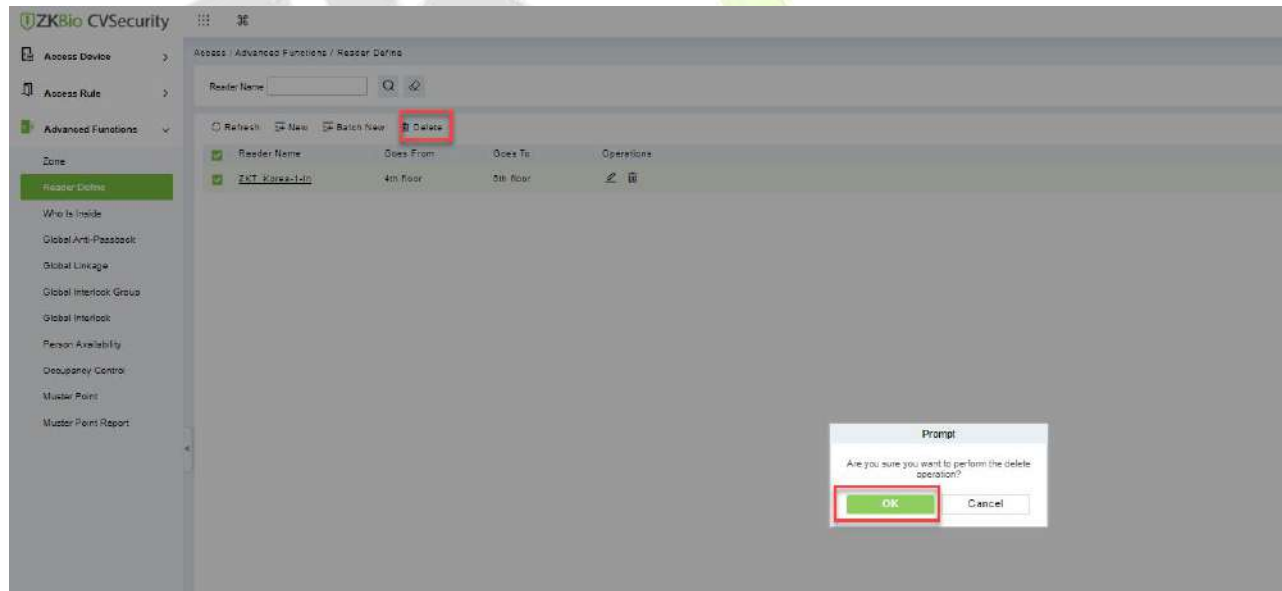 ZKBio CVSecurity
Access Device
Access Rule
Advanced Functions
Zone
Reader Define
Who Is Inside
Global Anti-Passback
Global Linkage
Global Interlock Group
Global Interlock
Person Availability
Occupancy Control
Muster Point
Muster Point Report
Access / Advanced Functions / Reader Define
Reader Name
Refresh New Batch New Delete
Reader Name Goes From Goes To Operations
ZKT_Korea-1-In 4th floor 5th floor
Prompt
Are you sure you want to perform the delete
operation?
OK Cancel